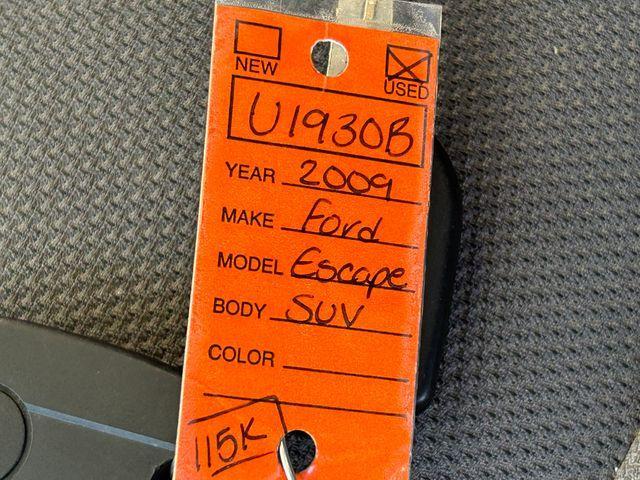 NEW USED
U1930B
YEAR 2009
MAKE Ford
MODEL Escape
BODY SUV
COLOR
115K